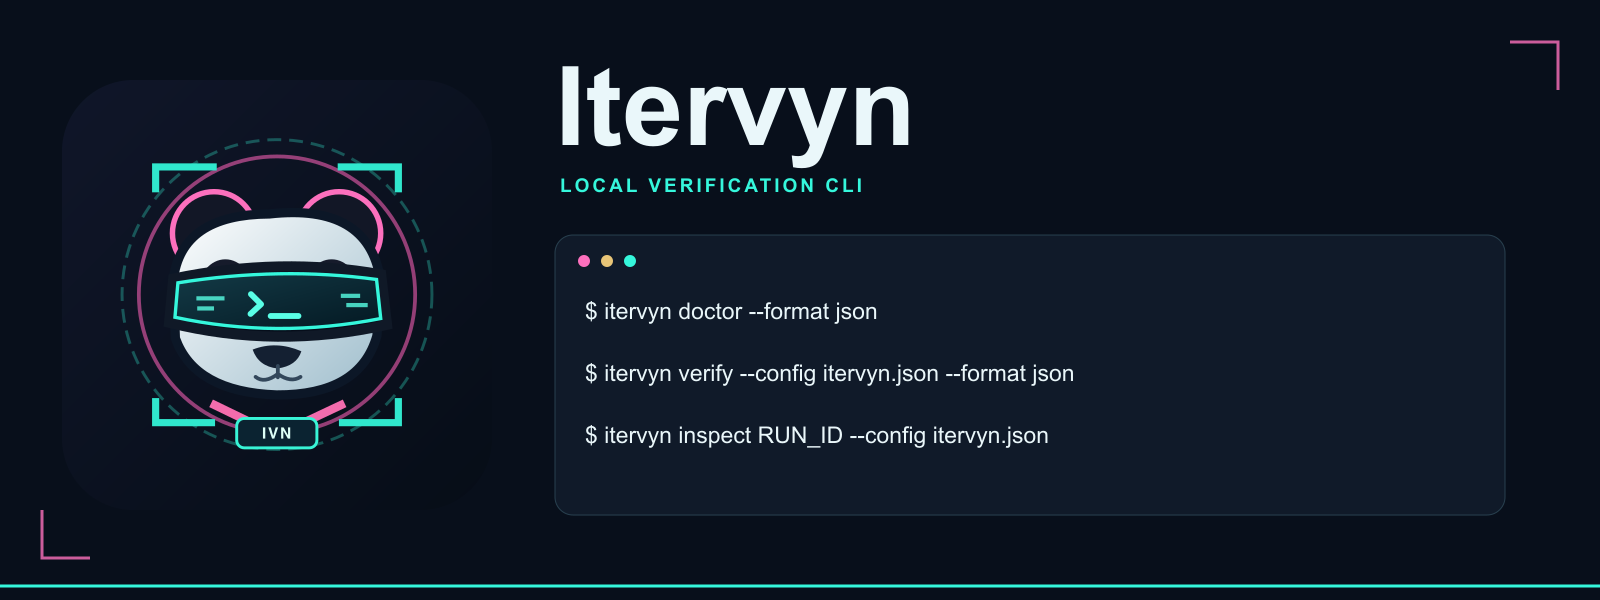 Itervyn
LOCAL VERIFICATION CLI
$ itervyn doctor --format json
$ itervyn verify --config itervyn.json --format json
$ itervyn inspect RUN_ID --config itervyn.json
>_
IVN